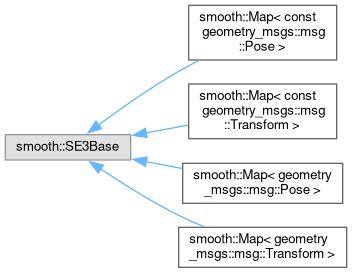 smooth::Map< const
geometry_msgs::msg
::Pose >
smooth::Map< const
geometry_msgs::msg
::Transform >
smooth::SE3Base
smooth::Map< geometry
_msgs::msg::Pose >
smooth::Map< geometry
_msgs::msg::Transform >